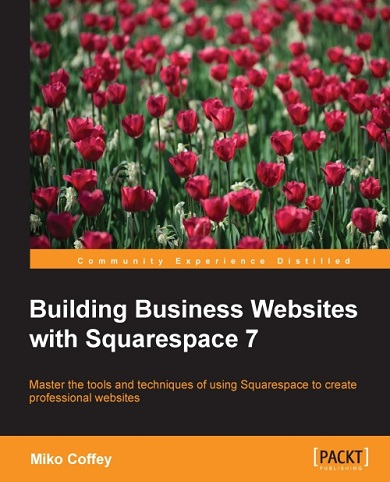 Community Experience Distilled
Building Business Websites
with Squarespace 7
Master the tools and techniques of using Squarespace to create
professional websites
Miko Coffey
[PACKT]
PUBLISHING